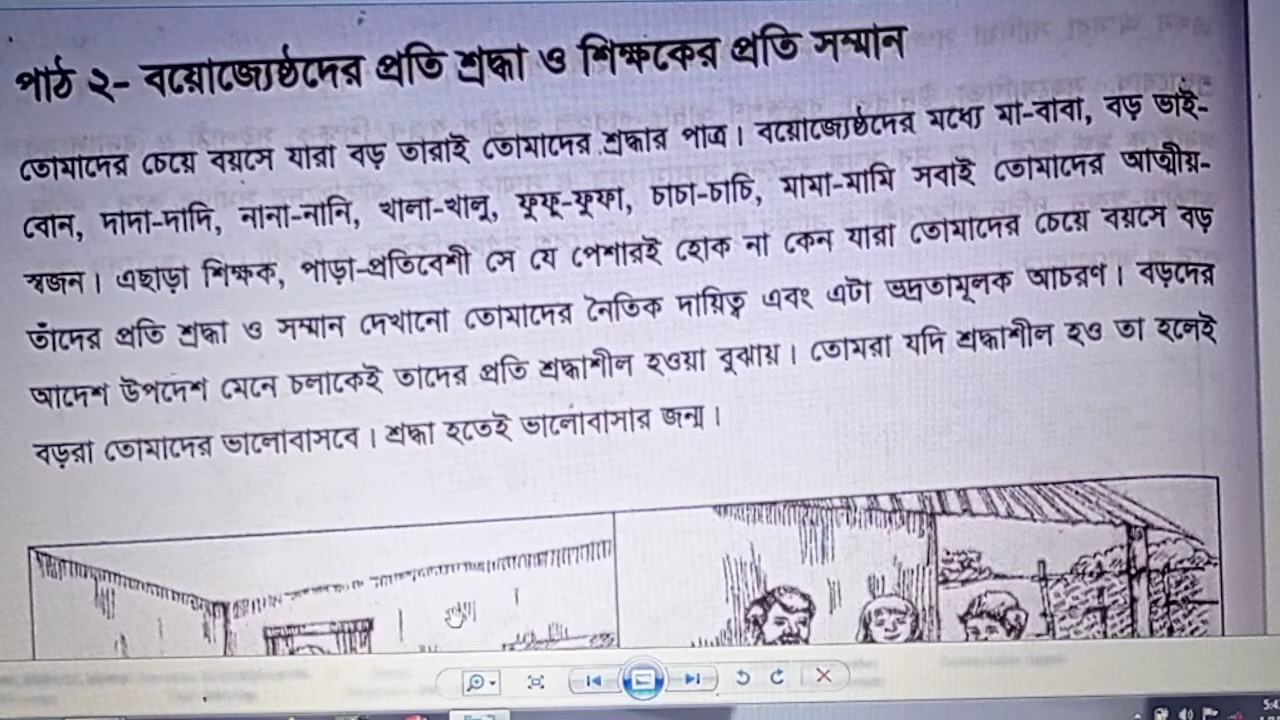 পাঠ ২- বয়োজ্যেষ্ঠদের প্রতি শ্রদ্ধা ও শিক্ষকের প্রতি সম্মান
তোমাদের চেয়ে বয়সে যারা বড় তারাই তোমাদের শ্রদ্ধার পাত্র। বয়োজ্যেষ্ঠদের মধ্যে মা-বাবা, বড় ভাই-
বোন, দাদা-দাদি, নানা-নানি, খালা-খালু, ফুফু-ফুফা, চাচা-চাচি, মামা-মামি সবাই তোমাদের আত্মীয়-
স্বজন। এছাড়া শিক্ষক, পাড়া-প্রতিবেশী সে যে পেশারই হোক না কেন যারা তোমাদের চেয়ে বয়সে বড়
তাঁদের প্রতি শ্রদ্ধা ও সম্মান দেখানো তোমাদের নৈতিক দায়িত্ব এবং এটা ভদ্রতামূলক আচরণ। বড়দের
আদেশ উপদেশ মেনে চলাকেই তাদের প্রতি শ্রদ্ধাশীল হওয়া বুঝায়। তোমরা যদি শ্রদ্ধাশীল হও তা হলেই
বড়রা তোমাদের ভালোবাসবে। শ্রদ্ধা হতেই ভালোবাসার জন্ম।